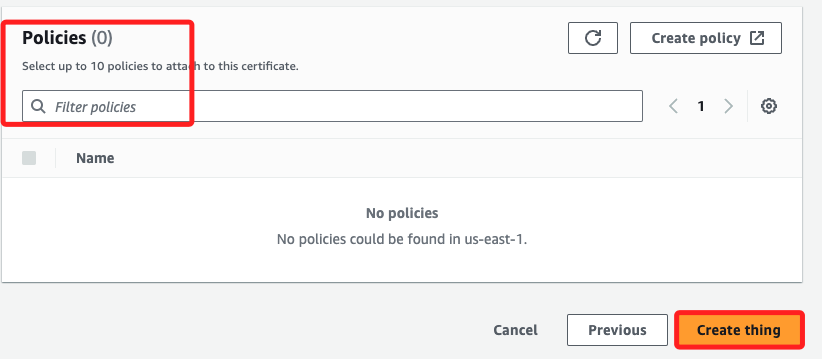 Policies (0)
Create policy
Select up to 10 policies to attach to this certificate.
Filter policies
1
Name
No policies
No policies could be found in us-east-1.
Cancel
Previous
Create thing